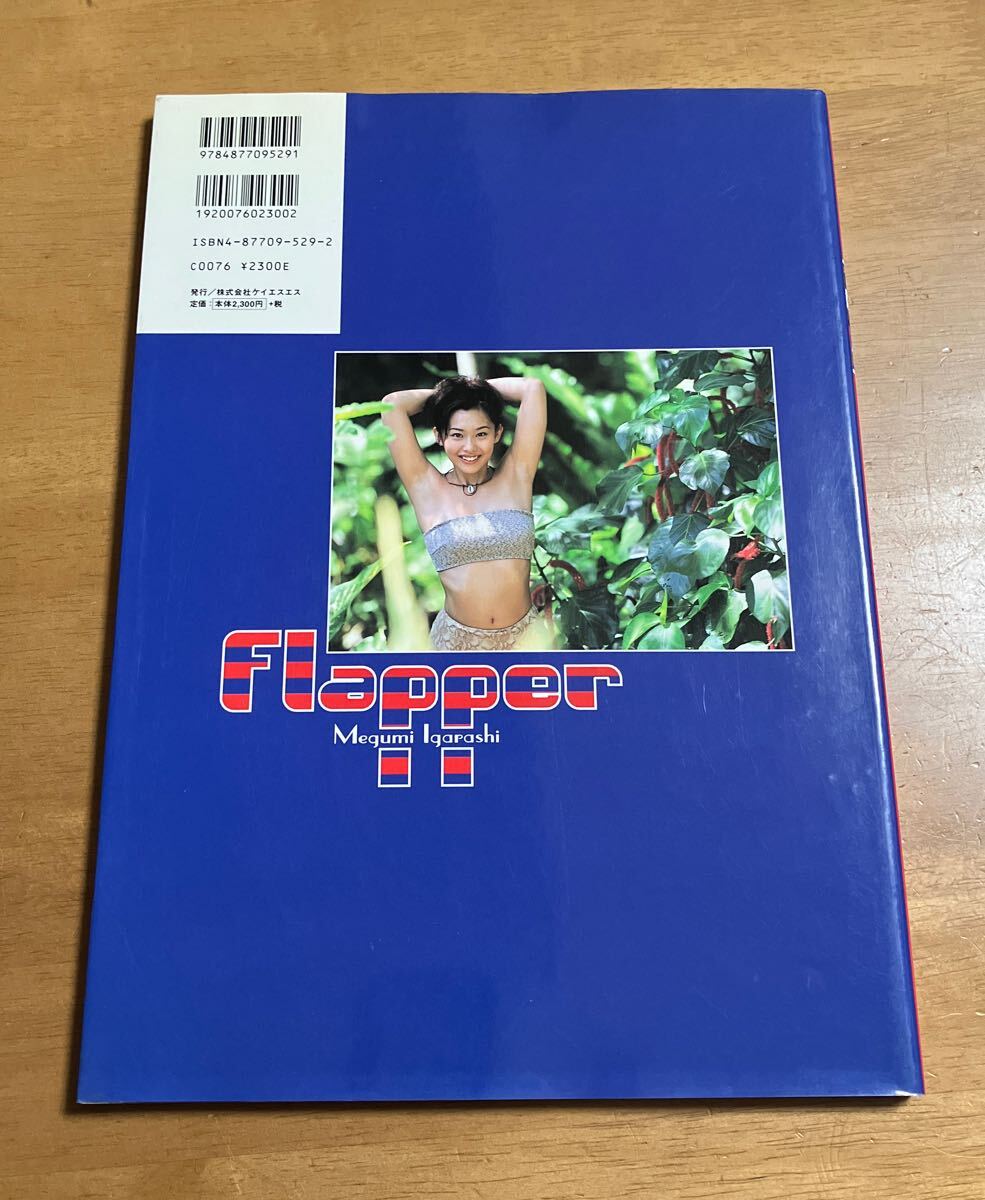 9784877095291
1920076023002
ISBN4-87709-529-2
C0076 ¥2300E
発行／株式会社ケイエスエス
定価：本体2,300円+税
Flapper
Megumi Igarashi